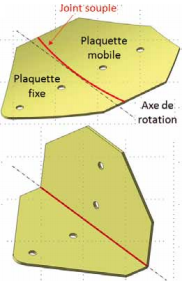 Joint souple
Plaquette
mobile
Plaquette
fixe
Axe de
rotation